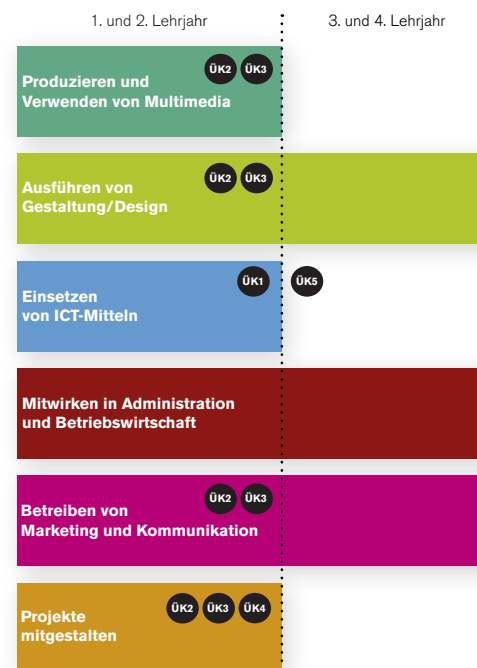 1. und 2. Lehrjahr 3. und 4. Lehrjahr
ÜK2 ÜK3
Produzieren und
Verwenden von Multimedia
ÜK2 ÜK3
Ausführen von
Gestaltung/Design
ÜK1 ÜK5
Einsetzen
von ICT-Mitteln
Mitwirken in Administration
und Betriebswirtschaft
ÜK2 ÜK3
Betreiben von
Marketing und Kommunikation
ÜK2 ÜK3 ÜK4
Projekte
mitgestalten